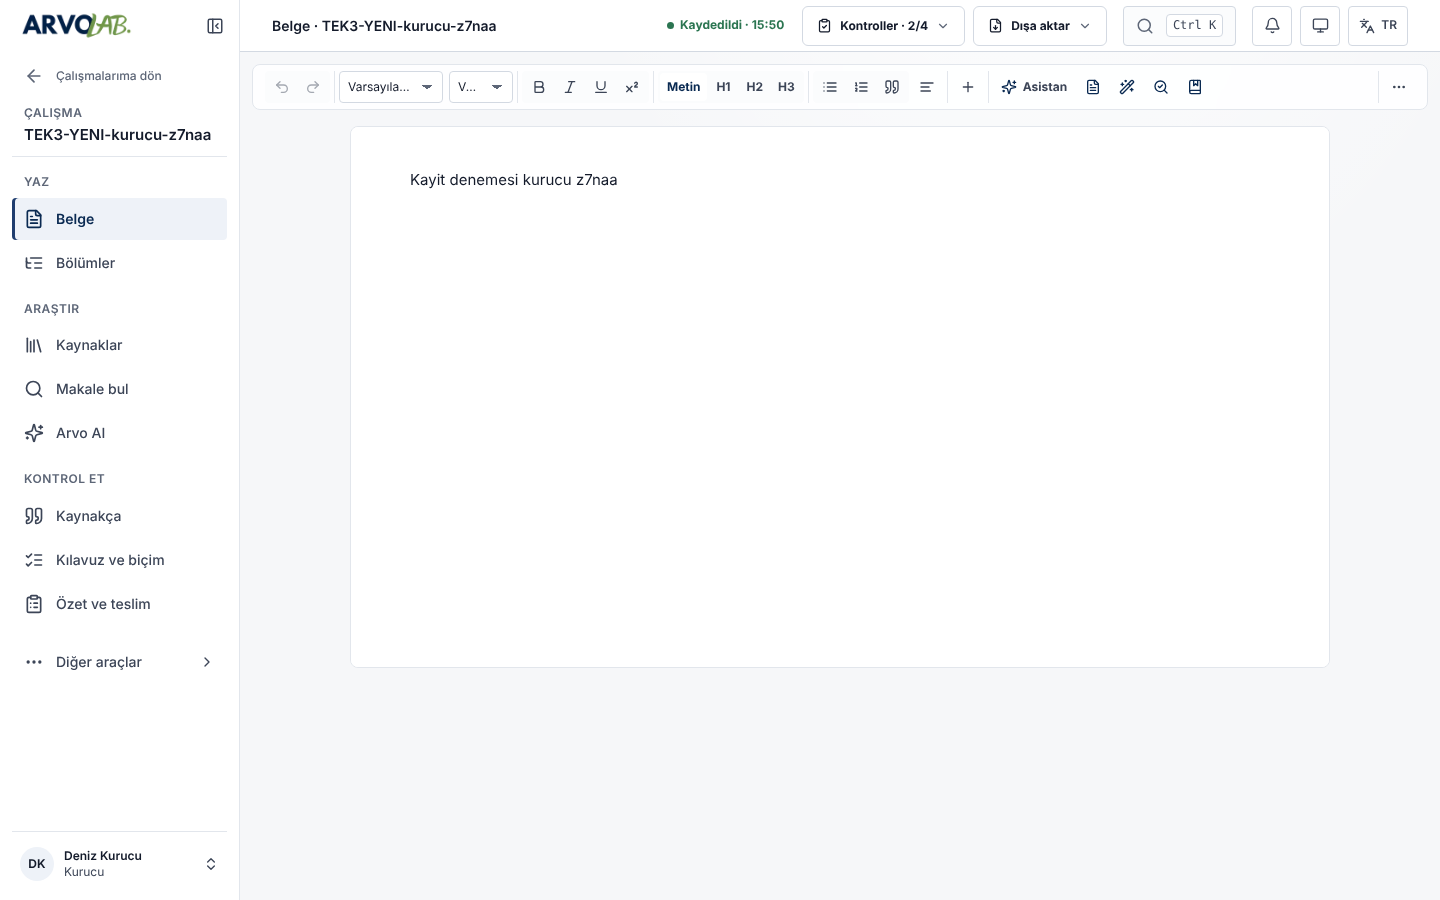 ARVOLAB.
Çalışmalarıma dön
ÇALIŞMA
TEK3-YENI-kurucu-z7naa
YAZ
Belge
Bölümler
ARAŞTIR
Kaynaklar
Makale bul
Arvo AI
KONTROL ET
Kaynakça
Kılavuz ve biçim
Özet ve teslim
Diğer araçlar
DK
Deniz Kurucu
Kurucu
Belge · TEK3-YENI-kurucu-z7naa
Kaydedildi · 15:50
Kontroller · 2/4
Dışa aktar
Ctrl K
TR
Varsayıla...
V...
B I U x²
Metin H1 H2 H3
Asistan
Kayit denemesi kurucu z7naa